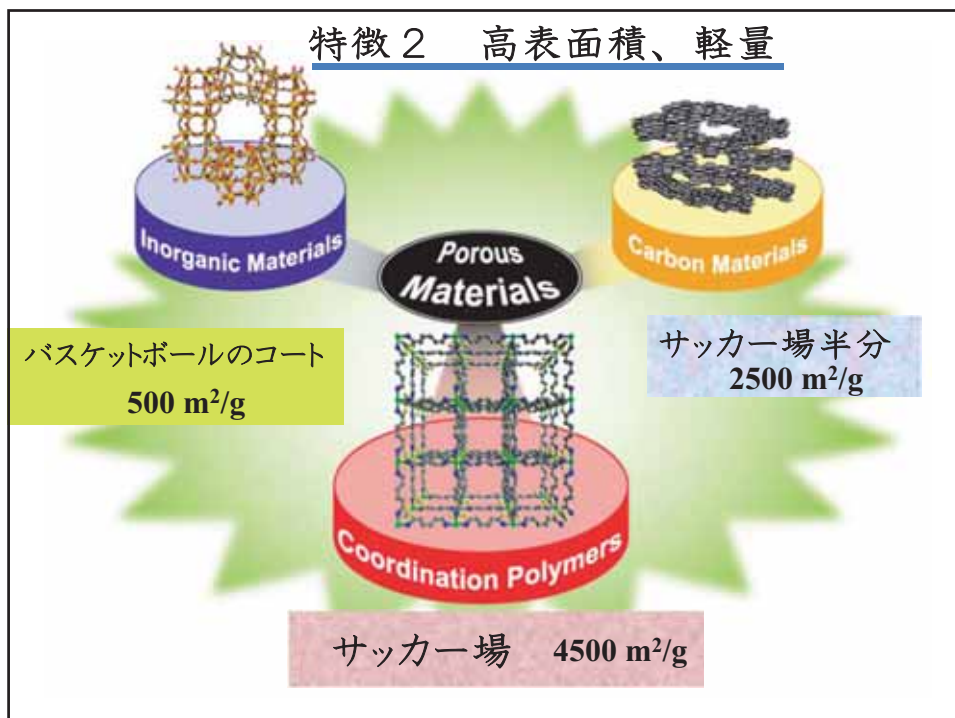 特徴２　高表面積、軽量
Inorganic Materials
Carbon Materials
Porous
Materials
バスケットボールのコート
500 m²/g
サッカー場半分
2500 m²/g
Coordination Polymers
サッカー場　4500 m²/g